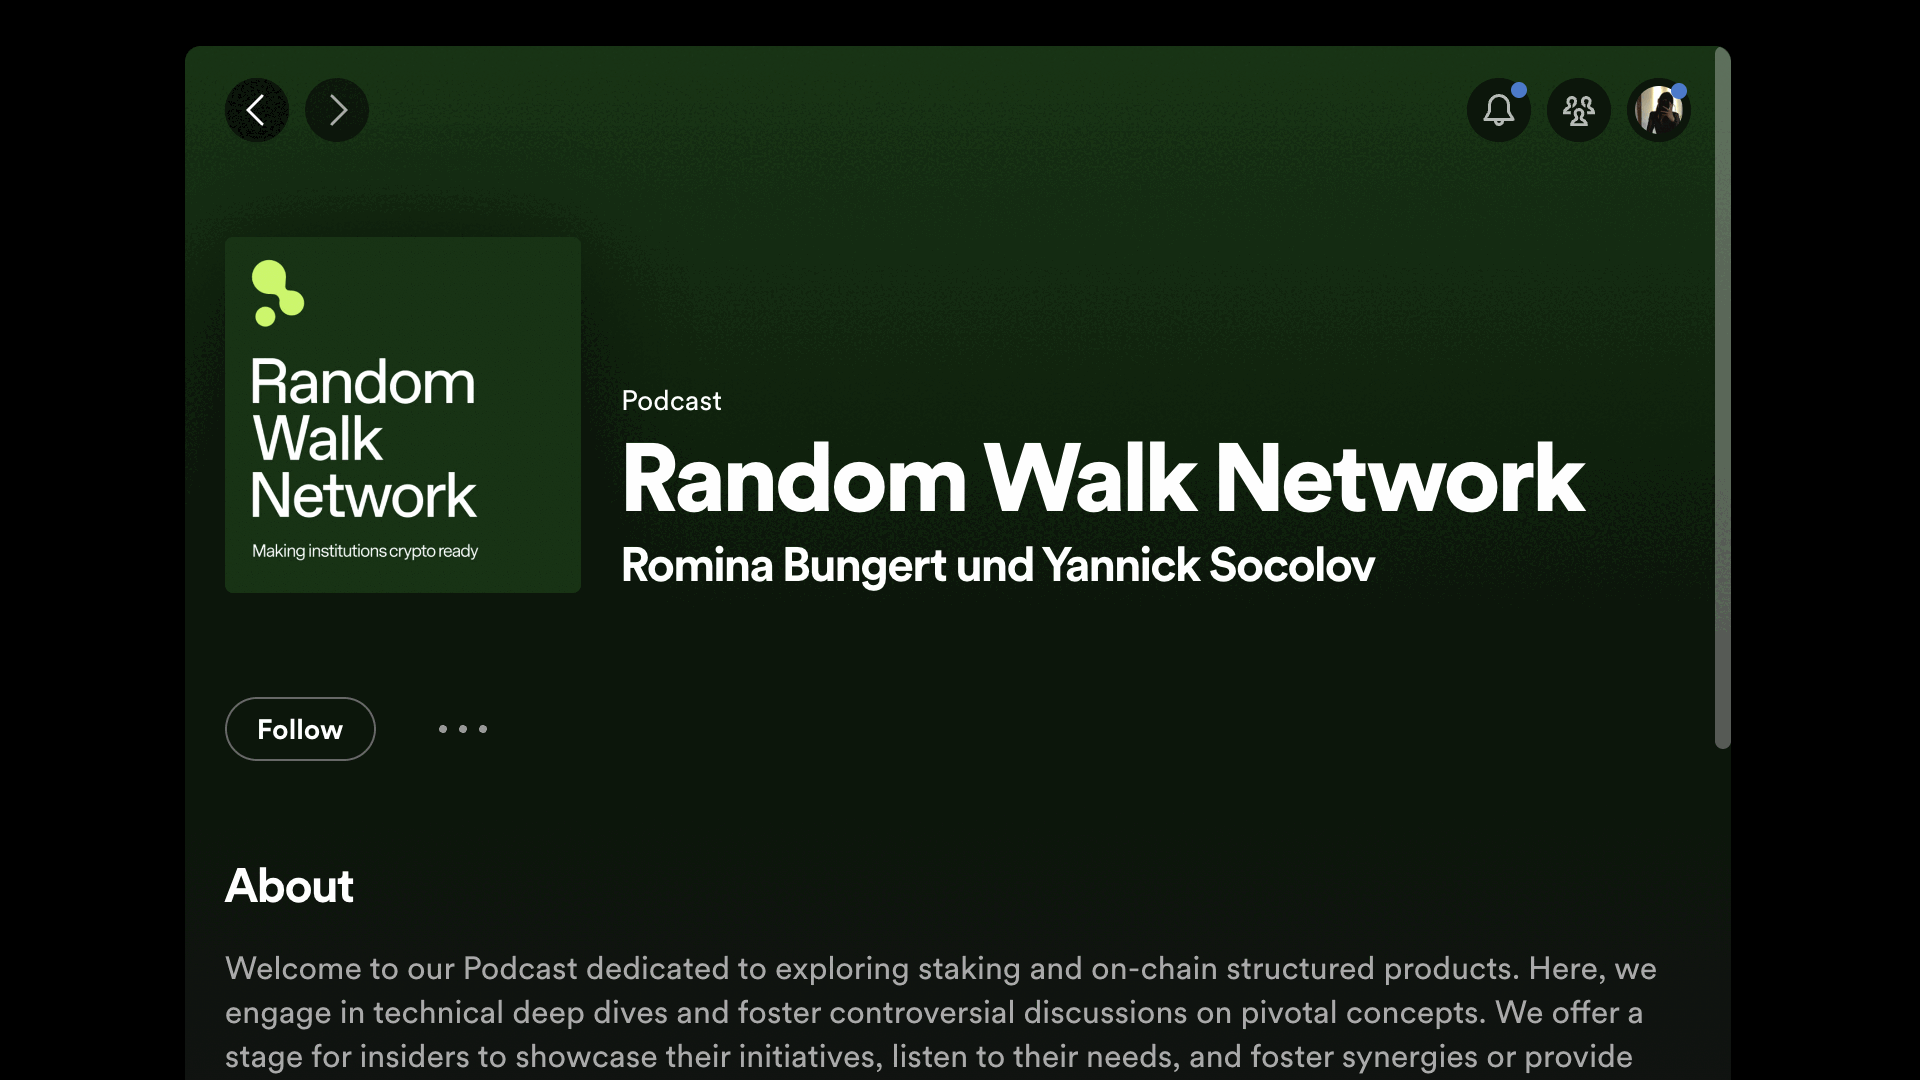 Random
Walk
Network
Making institutions crypto ready
Podcast
Random Walk Network
Romina Bungert und Yannick Socolov
Follow
About
Welcome to our Podcast dedicated to exploring staking and on-chain structured products. Here, we
engage in technical deep dives and foster controversial discussions on pivotal concepts. We offer a
stage for insiders to showcase their initiatives, listen to their needs, and foster synergies or provide